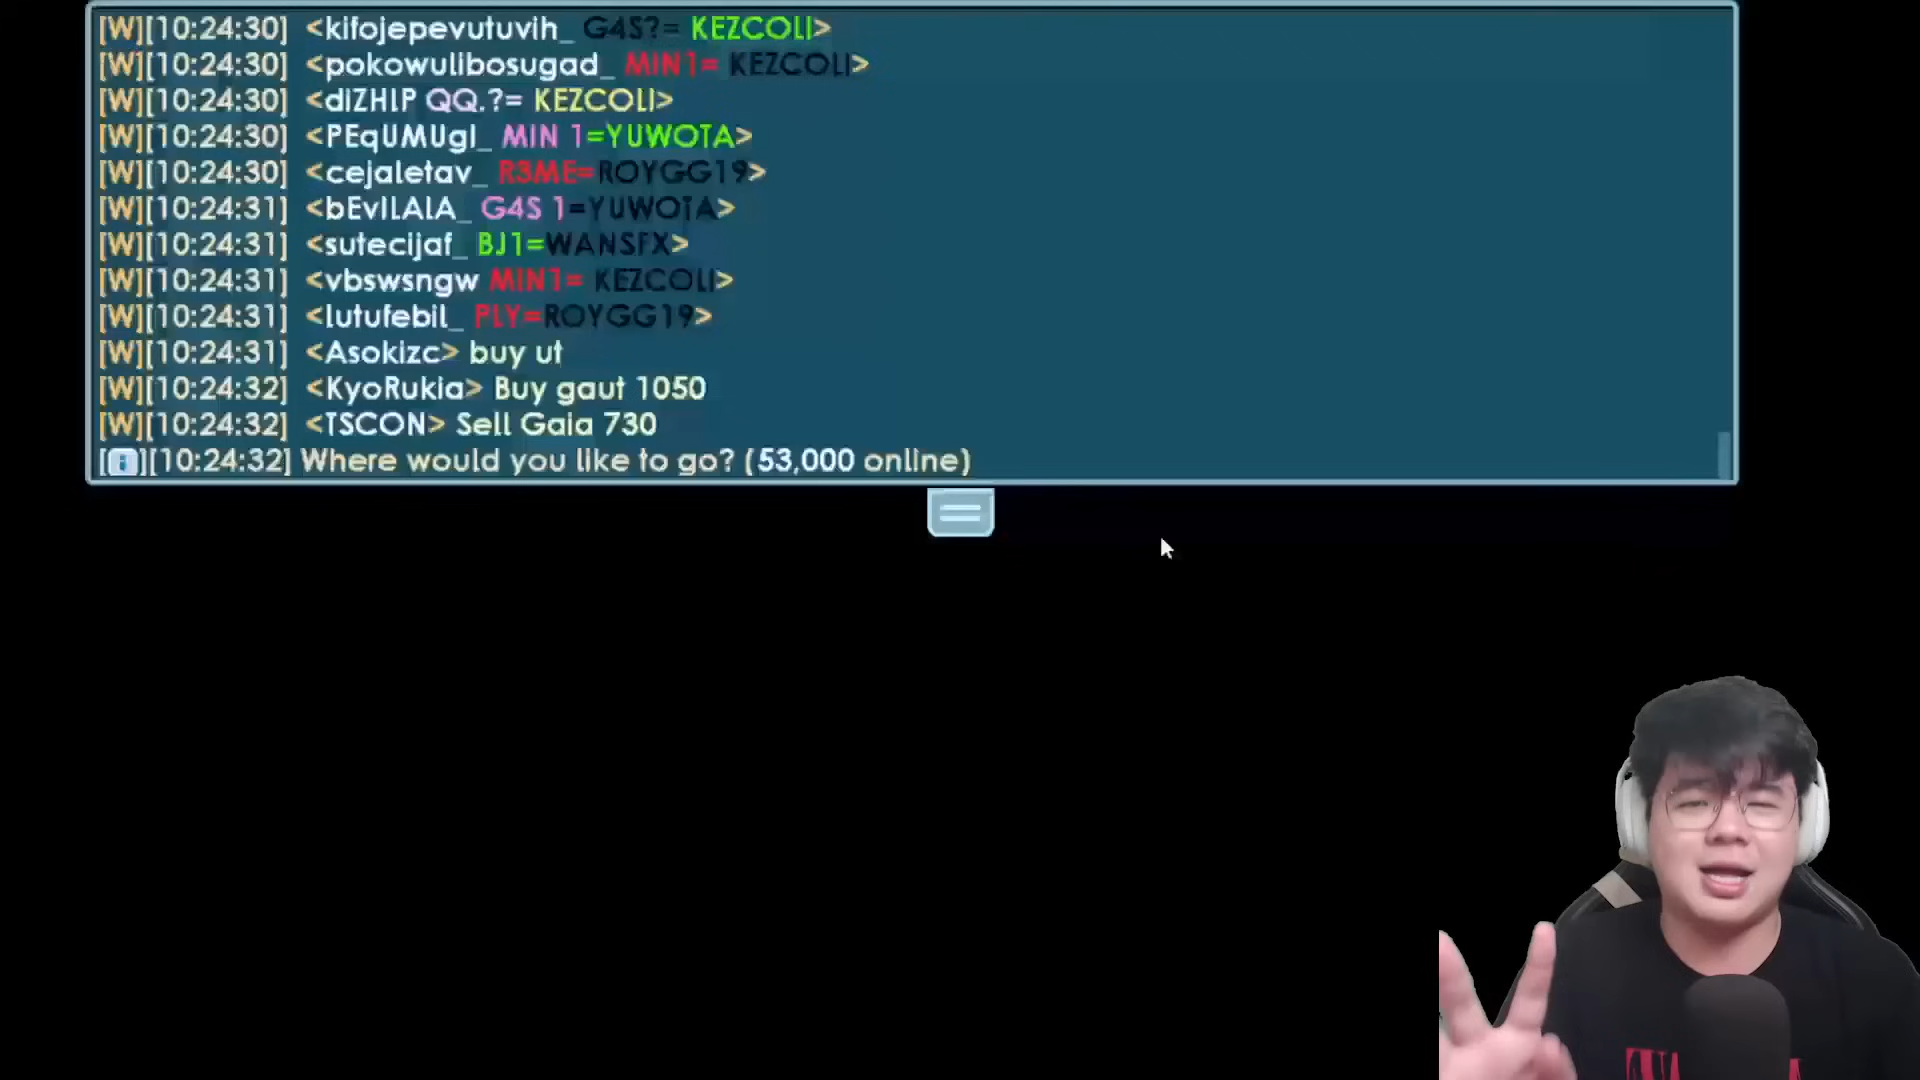 [W][10:24:30] <kifojepevutuvih_ G4S?= KEZCOLI>
[W][10:24:30] <pokowulibosugad_ MIN1= KEZCOLI>
[W][10:24:30] <diZHlP QQ.?= KEZCOLI>
[W][10:24:30] <PEqUMUgI_ MIN 1=YUWOTA>
[W][10:24:30] <cejaletav_ R3ME=ROYGG19>
[W][10:24:31] <bEvILAlA_ G4S 1=YUWOTA>
[W][10:24:31] <sutecijaf_ BJ1=WANSFX>
[W][10:24:31] <vbswsngw MIN1= KEZCOLI>
[W][10:24:31] <lutufebil_ PLY=ROYGG19>
[W][10:24:31] <Asokizc> buy ut
[W][10:24:32] <KyoRukia> Buy gaut 1050
[W][10:24:32] <TSCON> Sell Gaia 730
[i][10:24:32] Where would you like to go? (53,000 online)